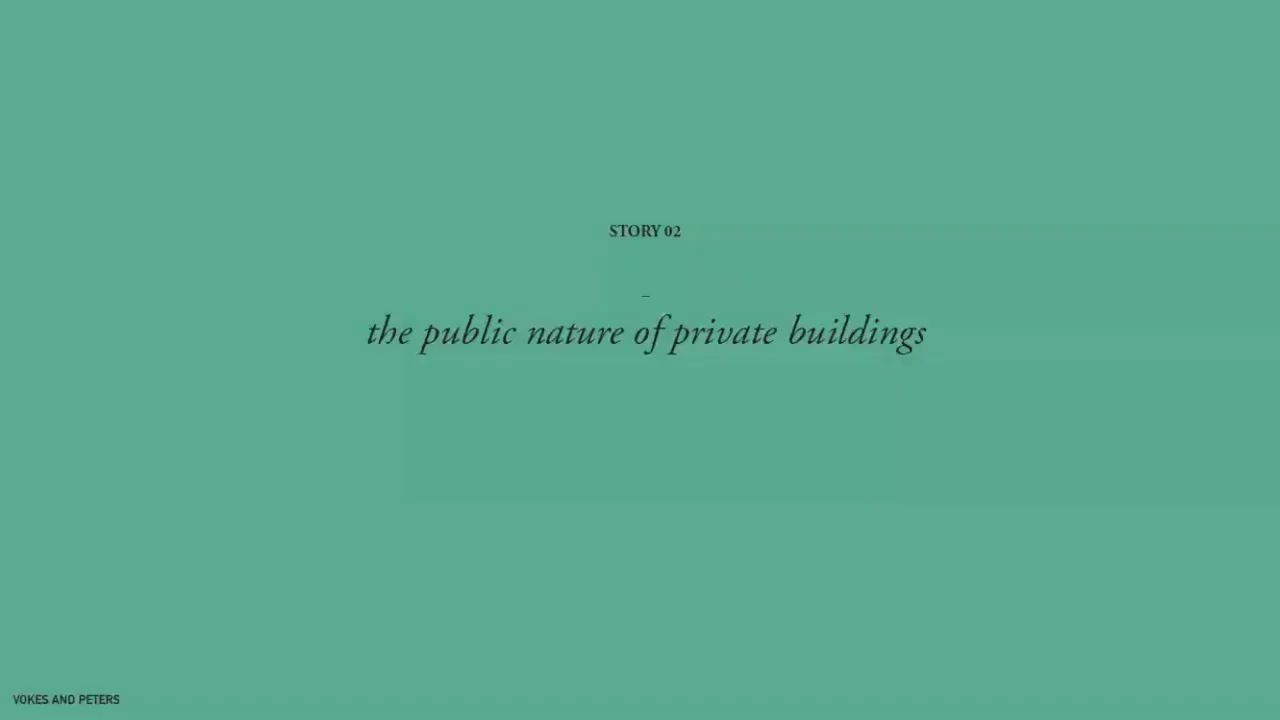 STORY 02
–
the public nature of private buildings
VOKES AND PETERS